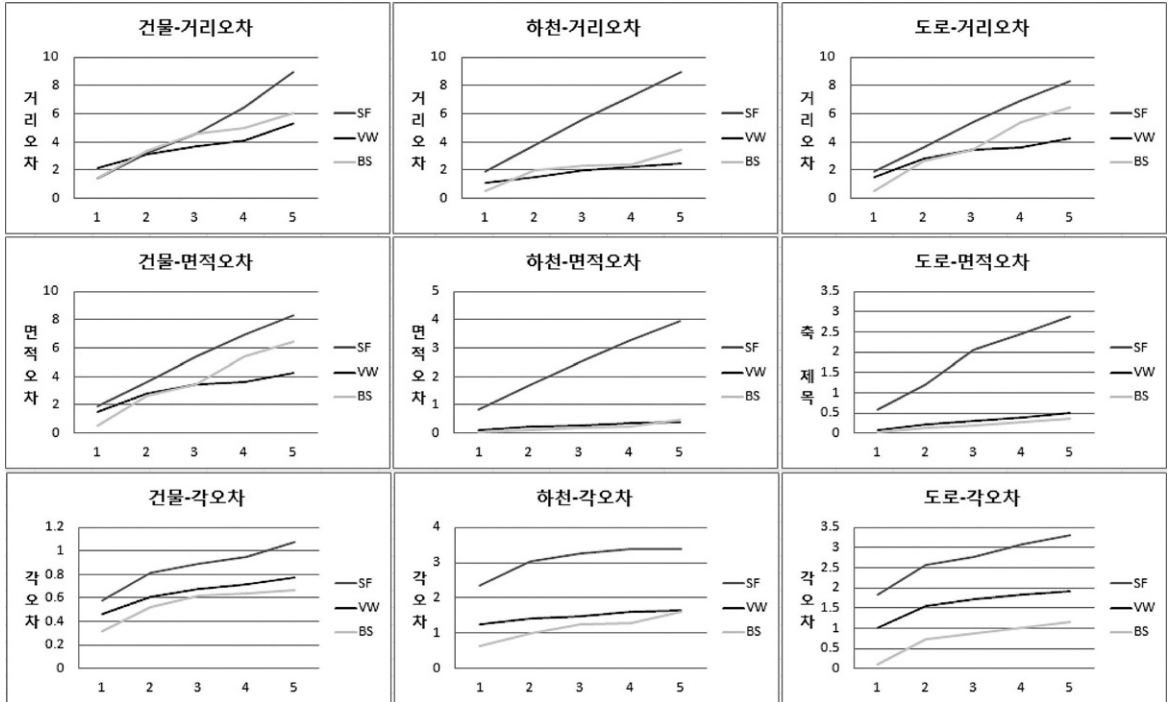 건물-거리오차
10
8
6
4
2
0
거리오차
1 2 3 4 5
SF
VW
BS
하천-거리오차
10
8
6
4
2
0
거리오차
1 2 3 4 5
SF
VW
BS
도로-거리오차
10
8
6
4
2
0
거리오차
1 2 3 4 5
SF
VW
BS
건물-면적오차
10
8
6
4
2
0
면적오차
1 2 3 4 5
SF
VW
BS
하천-면적오차
5
4
3
2
1
0
면적오차
1 2 3 4 5
SF
VW
BS
도로-면적오차
3.5
3
2.5
2
1.5
1
0.5
0
축 제목
1 2 3 4 5
SF
VW
BS
건물-각오차
1.2
1
0.8
0.6
0.4
0.2
0
각오차
1 2 3 4 5
SF
VW
BS
하천-각오차
4
3
2
1
0
각오차
1 2 3 4 5
SF
VW
BS
도로-각오차
3.5
3
2.5
2
1.5
1
0.5
0
각오차
1 2 3 4 5
SF
VW
BS